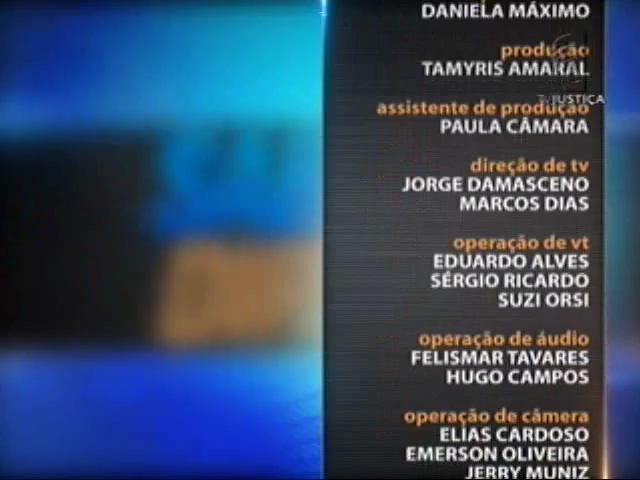 DANIELA MÁXIMO
produção
TAMYRIS AMARAL
TV JUSTIÇA
assistente de produção
PAULA CÂMARA
direção de tv
JORGE DAMASCENO
MARCOS DIAS
operação de vt
EDUARDO ALVES
SÉRGIO RICARDO
SUZI ORSI
operação de áudio
FELISMAR TAVARES
HUGO CAMPOS
operação de câmera
ELIAS CARDOSO
EMERSON OLIVEIRA
JERRY MUNIZ